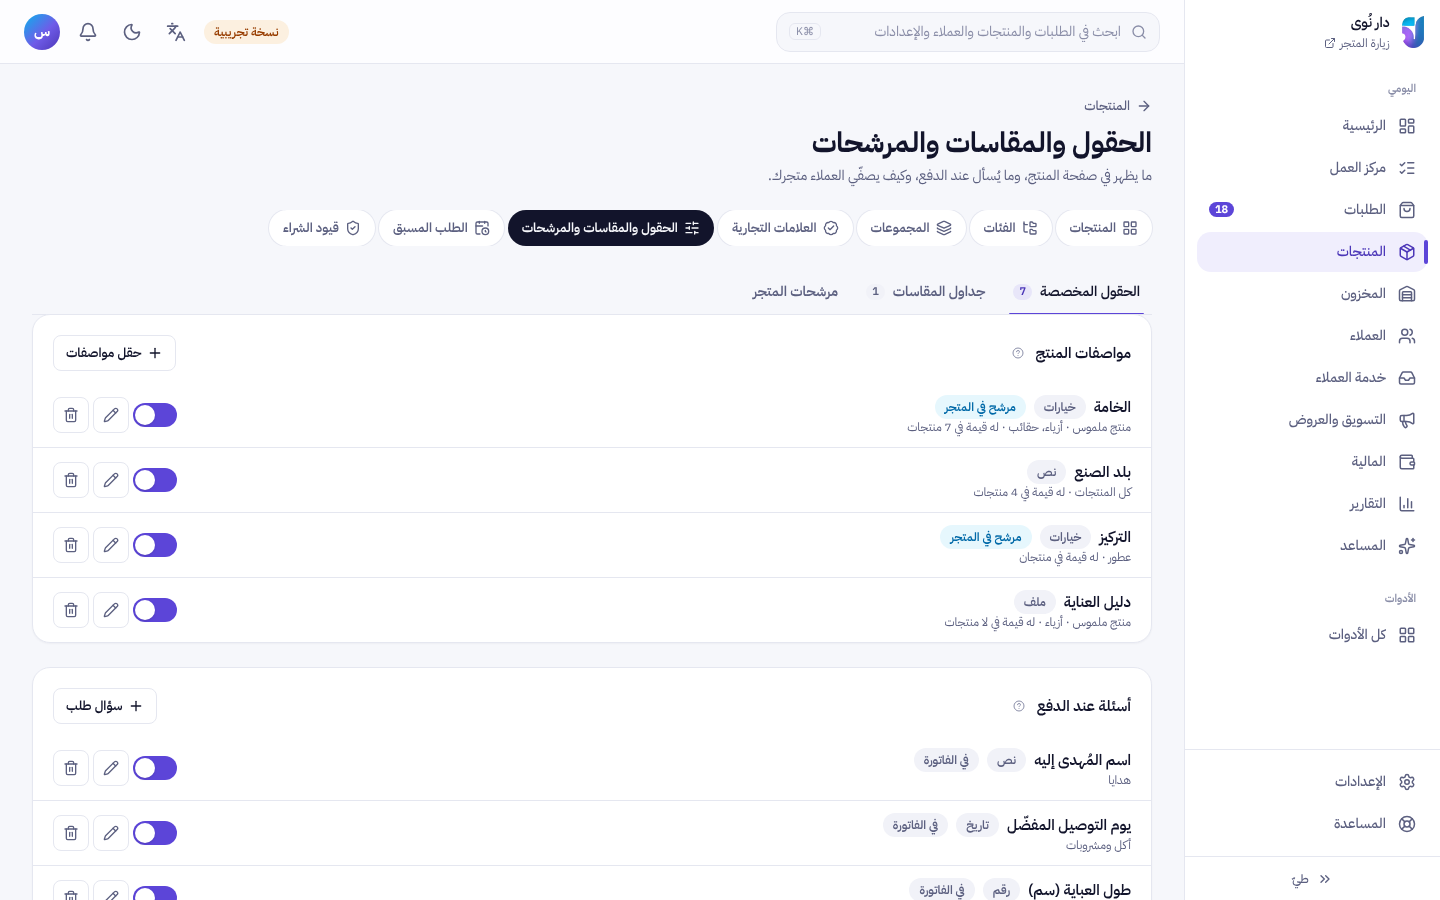 دار نُوى
زيارة المتجر
ابحث في الطلبات والمنتجات والعملاء والإعدادات
⌘K
نسخة تجريبية
س
اليومي
الرئيسية
مركز العمل
الطلبات 18
المنتجات
المخزون
العملاء
خدمة العملاء
التسويق والعروض
المالية
التقارير
المساعد
الأدوات
كل الأدوات
الإعدادات
المساعدة
طيّ
المنتجات
الحقول والمقاسات والمرشحات
ما يظهر في صفحة المنتج، وما يُسأل عند الدفع، وكيف يصفّي العملاء متجرك.
المنتجات الفئات المجموعات العلامات التجارية الحقول والمقاسات والمرشحات الطلب المسبق قيود الشراء
الحقول المخصصة 7 جداول المقاسات 1 مرشحات المتجر
مواصفات المنتج
حقل مواصفات
الخامة خيارات مرشح في المتجر
منتج ملموس · أزياء، حقائب · له قيمة في 7 منتجات
بلد الصنع نص
كل المنتجات · له قيمة في 4 منتجات
التركيز خيارات مرشح في المتجر
عطور · له قيمة في منتجان
دليل العناية ملف
منتج ملموس · أزياء · له قيمة في لا منتجات
أسئلة عند الدفع
سؤال طلب
اسم المُهدى إليه نص في الفاتورة
هدايا
يوم التوصيل المفضّل تاريخ في الفاتورة
أكل ومشروبات
طول العباية (سم) رقم في الفاتورة